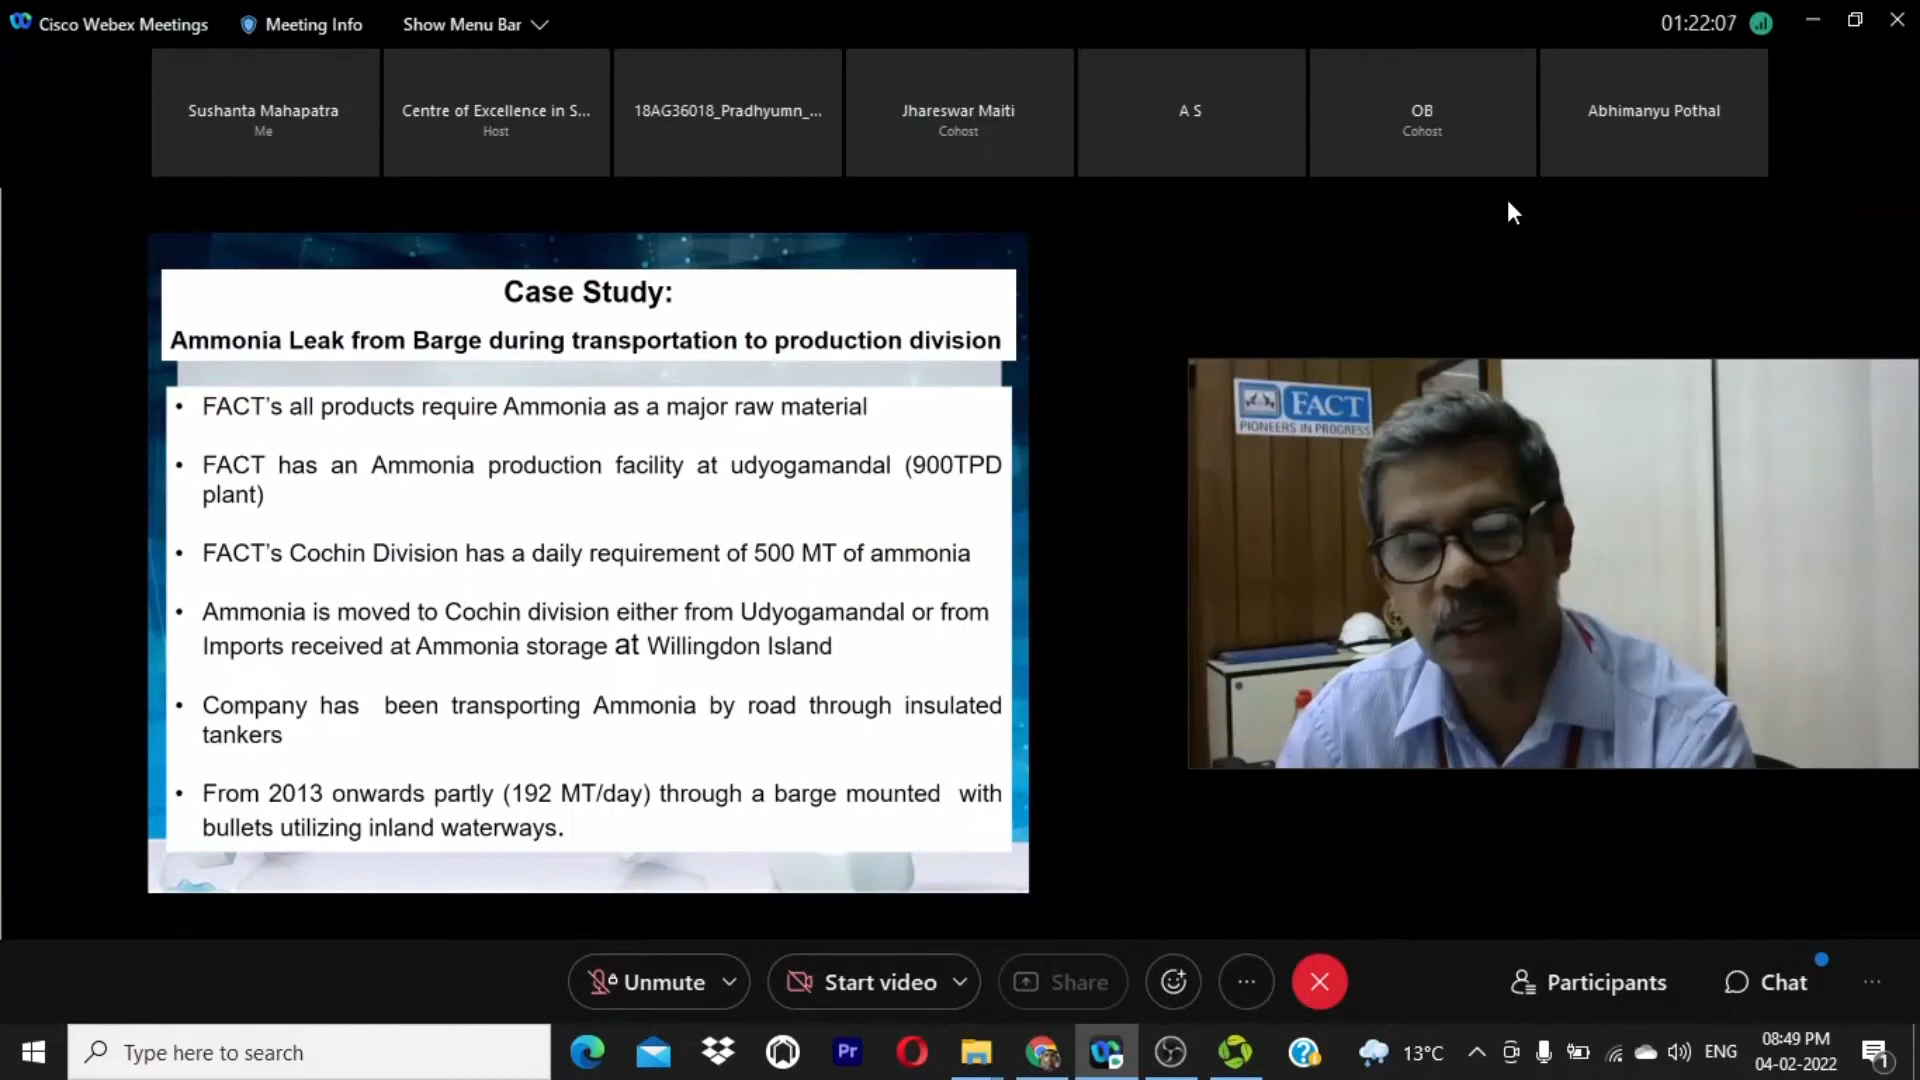 Cisco Webex Meetings
Meeting Info
Show Menu Bar
01:22:07
Sushanta Mahapatra
Me
Centre of Excellence in S...
Host
18AG36018_Pradhyumn_...
Jhareswar Maiti
Cohost
A S
OB
Cohost
Abhimanyu Pothal
Case Study:
Ammonia Leak from Barge during transportation to production division
• FACT's all products require Ammonia as a major raw material
• FACT has an Ammonia production facility at udyogamandal (900TPD
plant)
• FACT's Cochin Division has a daily requirement of 500 MT of ammonia
• Ammonia is moved to Cochin division either from Udyogamandal or from
Imports received at Ammonia storage at Willingdon Island
• Company has been transporting Ammonia by road through insulated
tankers
• From 2013 onwards partly (192 MT/day) through a barge mounted with
bullets utilizing inland waterways.
FACT
PIONEERS IN PROGRESS
Unmute
Start video
Share
Participants
Chat
Type here to search
Pr
13°C
ENG
08:49 PM
04-02-2022
1